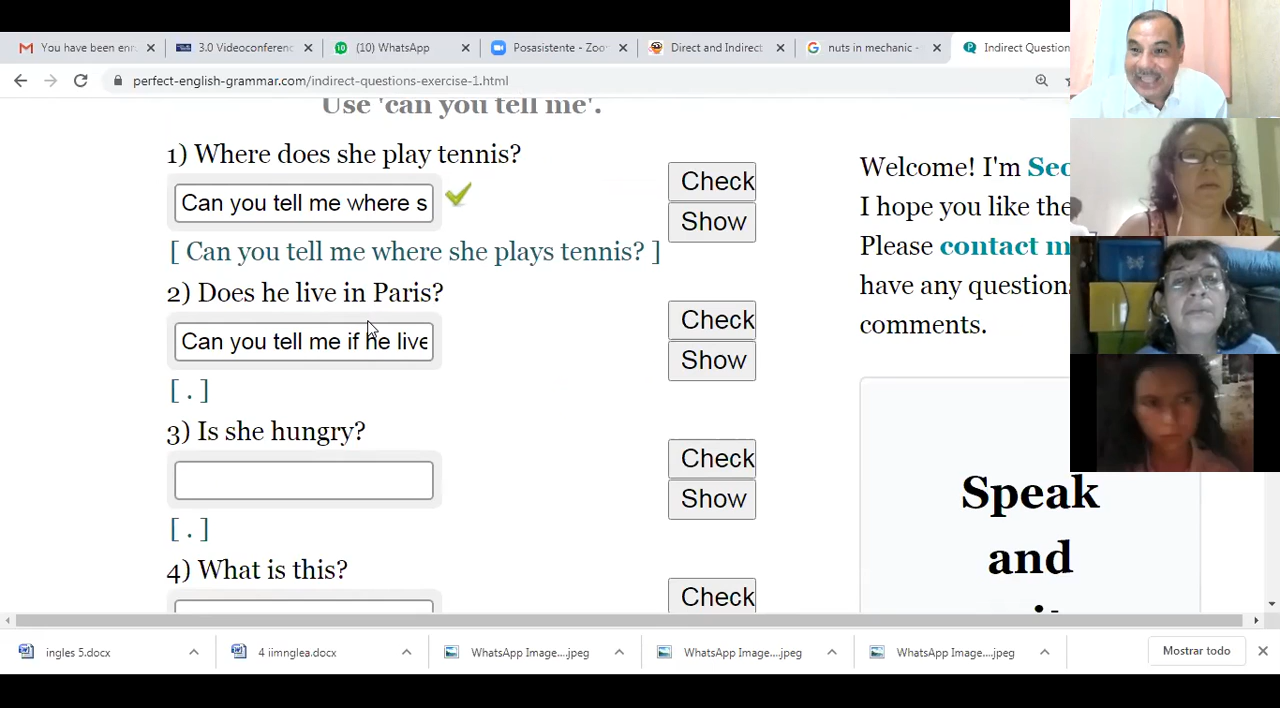 You have been enr
3.0 Videoconferenc
(10) WhatsApp
Posasistente - Zoo
Direct and Indirect
nuts in mechanic -
Indirect Question
perfect-english-grammar.com/indirect-questions-exercise-1.html
Use 'can you tell me'.
1) Where does she play tennis?
Can you tell me where s
Check
Show
[ Can you tell me where she plays tennis? ]
2) Does he live in Paris?
Can you tell me if he live
Check
Show
[ . ]
3) Is she hungry?
Check
Show
[ . ]
4) What is this?
Check
Welcome! I'm Seo
I hope you like the
Please contact m
have any question
comments.
Speak
and
ingles 5.docx
4 iimnglea.docx
WhatsApp Image....jpeg
WhatsApp Image....jpeg
WhatsApp Image....jpeg
Mostrar todo